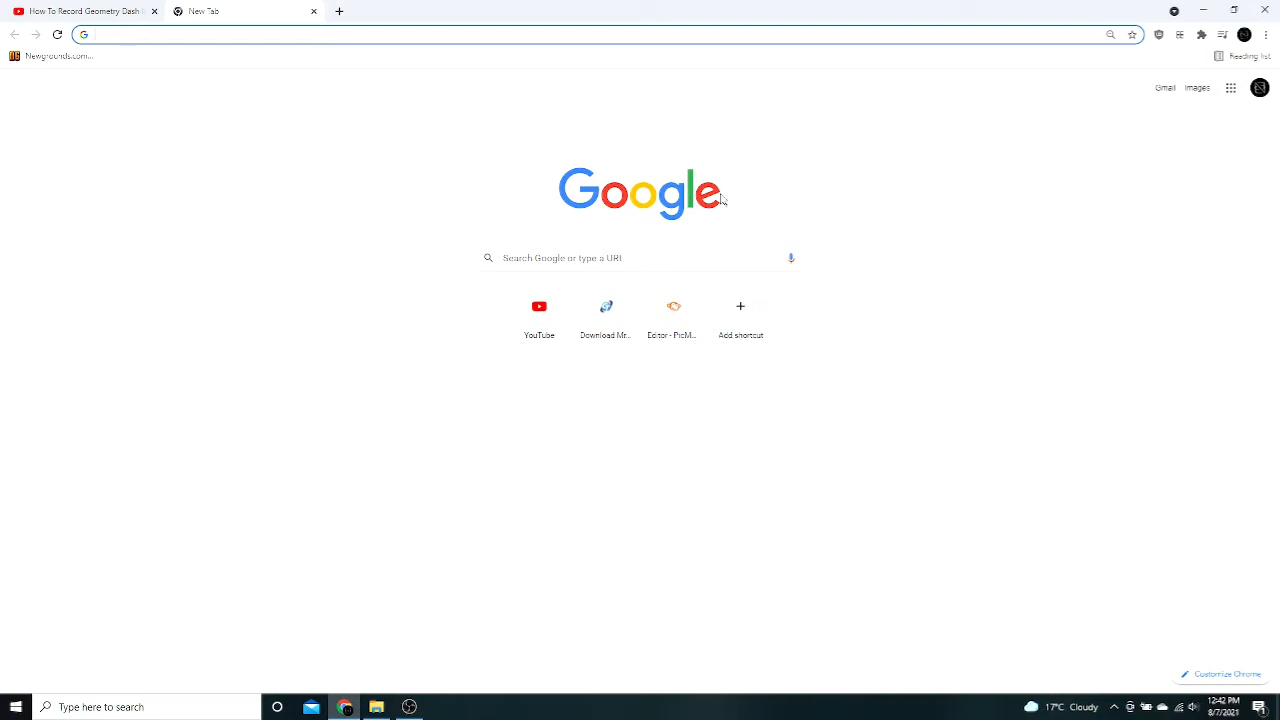 How To Record Geometry Dash
New Tab
Newgrounds.com...
Reading list
Gmail Images
Google
Search Google or type a URL
YouTube
Download Mr...
Editor - PicM...
Add shortcut
Customize Chrome
Type here to search
17°C Cloudy
12:42 PM
8/7/2021